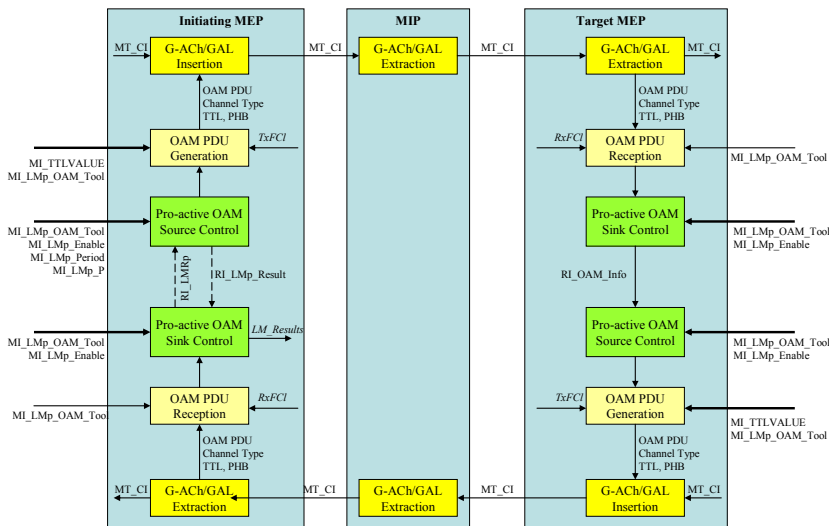 Initiating MEP
MIP
Target MEP
MT_CI
G-ACh/GAL
Insertion
MT_CI
G-ACh/GAL
Extraction
MT_CI
G-ACh/GAL
Extraction
MT_CI
OAM PDU
Channel Type
TTL, PHB
OAM PDU
Channel Type
TTL, PHB
OAM PDU
Generation
TxFCl
MI_TTLVALUE
MI_LMp_OAM_Tool
RxFCl
OAM PDU
Reception
MI_LMp_OAM_Tool
Pro-active OAM
Source Control
MI_LMp_OAM_Tool
MI_LMp_Enable
MI_LMp_Period
MI_LMp_P
Pro-active OAM
Sink Control
MI_LMp_OAM_Tool
MI_LMp_Enable
RI_LMRp
RI_LMp_Result
RI_OAM_Info
Pro-active OAM
Sink Control
LM_Results
MI_LMp_OAM_Tool
MI_LMp_Enable
Pro-active OAM
Source Control
MI_LMp_OAM_Tool
MI_LMp_Enable
OAM PDU
Reception
RxFCl
MI_LMp_OAM_Tool
TxFCl
OAM PDU
Generation
MI_TTLVALUE
MI_LMp_OAM_Tool
OAM PDU
Channel Type
TTL, PHB
OAM PDU
Channel Type
TTL, PHB
MT_CI
G-ACh/GAL
Extraction
MT_CI
G-ACh/GAL
Extraction
MT_CI
G-ACh/GAL
Insertion
MT_CI